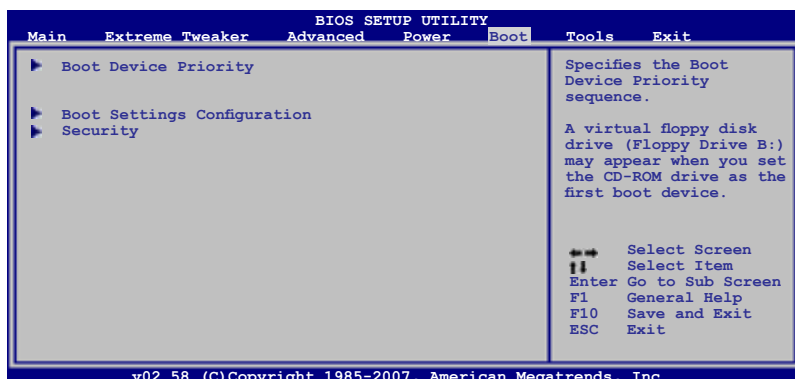 BIOS SETUP UTILITY
Main Extreme Tweaker Advanced Power Boot Tools Exit
Boot Device Priority
Boot Settings Configuration
Security
Specifies the Boot
Device Priority
sequence.
A virtual floppy disk
drive (Floppy Drive B:)
may appear when you set
the CD-ROM drive as the
first boot device.
Select Screen
Select Item
Enter Go to Sub Screen
F1 General Help
F10 Save and Exit
ESC Exit
v02.58 (C)Copyright 1985-2007, American Megatrends, Inc.